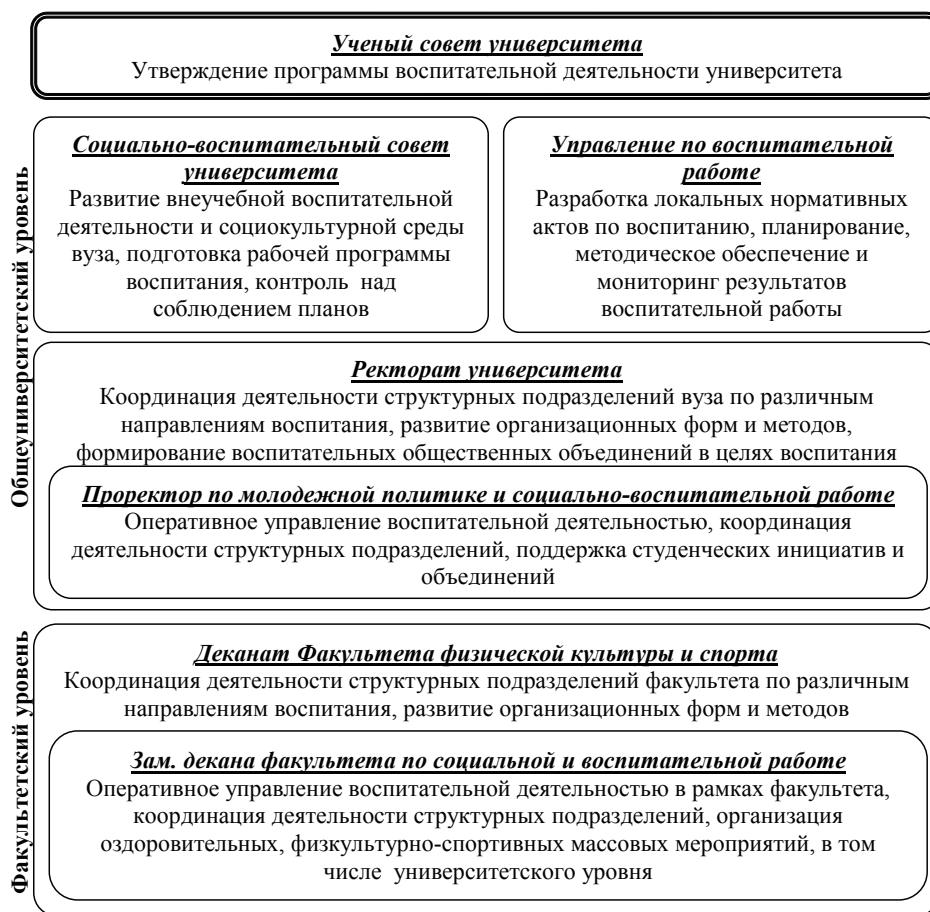 Ученый совет университета
Утверждение программы воспитательной деятельности университета
Общеуниверситетский уровень
Социально-воспитательный совет
университета
Развитие внеучебной воспитательной
деятельности и социокультурной среды
вуза, подготовка рабочей программы
воспитания, контроль над
соблюдением планов
Управление по воспитательной
работе
Разработка локальных нормативных
актов по воспитанию, планирование,
методическое обеспечение и
мониторинг результатов
воспитательной работы
Ректорат университета
Координация деятельности структурных подразделений вуза по различным
направлениям воспитания, развитие организационных форм и методов,
формирование воспитательных общественных объединений в целях воспитания
Проректор по молодежной политике и социально-воспитательной работе
Оперативное управление воспитательной деятельностью, координация
деятельности структурных подразделений, поддержка студенческих инициатив и
объединений
Факультетский уровень
Деканат Факультета физической культуры и спорта
Координация деятельности структурных подразделений факультета по различным
направлениям воспитания, развитие организационных форм и методов
Зам. декана факультета по социальной и воспитательной работе
Оперативное управление воспитательной деятельностью в рамках факультета,
координация деятельности структурных подразделений, организация
оздоровительных, физкультурно-спортивных массовых мероприятий, в том
числе университетского уровня